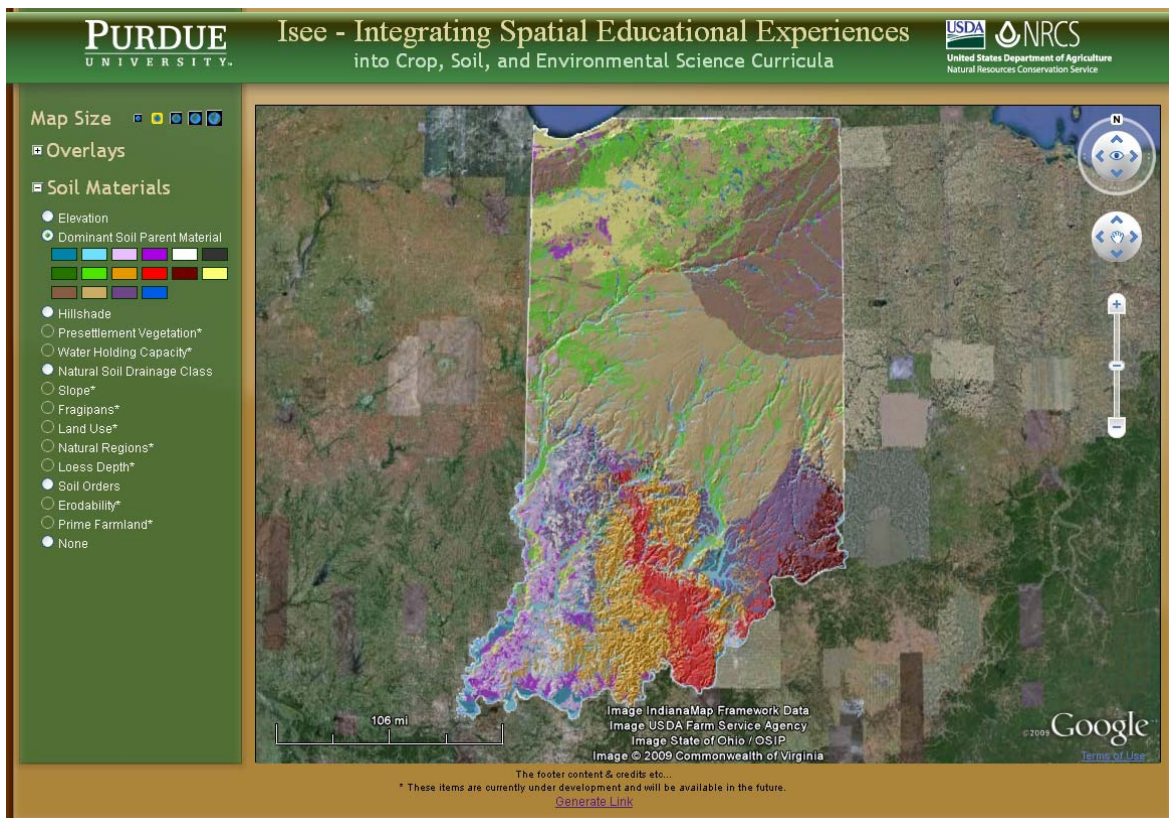 PURDUE
UNIVERSITY
Isee - Integrating Spatial Educational Experiences
into Crop, Soil, and Environmental Science Curricula
USDA NRCS
United States Department of Agriculture
Natural Resources Conservation Service
Map Size
Overlays
Soil Materials
Elevation
Dominant Soil Parent Material
Hillshade
Presettlement Vegetation*
Water Holding Capacity*
Natural Soil Drainage Class
Slope*
Fragipans*
Land Use*
Natural Regions*
Loess Depth*
Soil Orders
Erodability*
Prime Farmland*
None
N
106 mi
Image IndianaMap Framework Data
Image USDA Farm Service Agency
Image State of Ohio / OSIP
Image © 2009 Commonwealth of Virginia
©2009 Google
Terms of Use
The footer content & credits etc...
* These items are currently under development and will be available in the future.
Generate Link